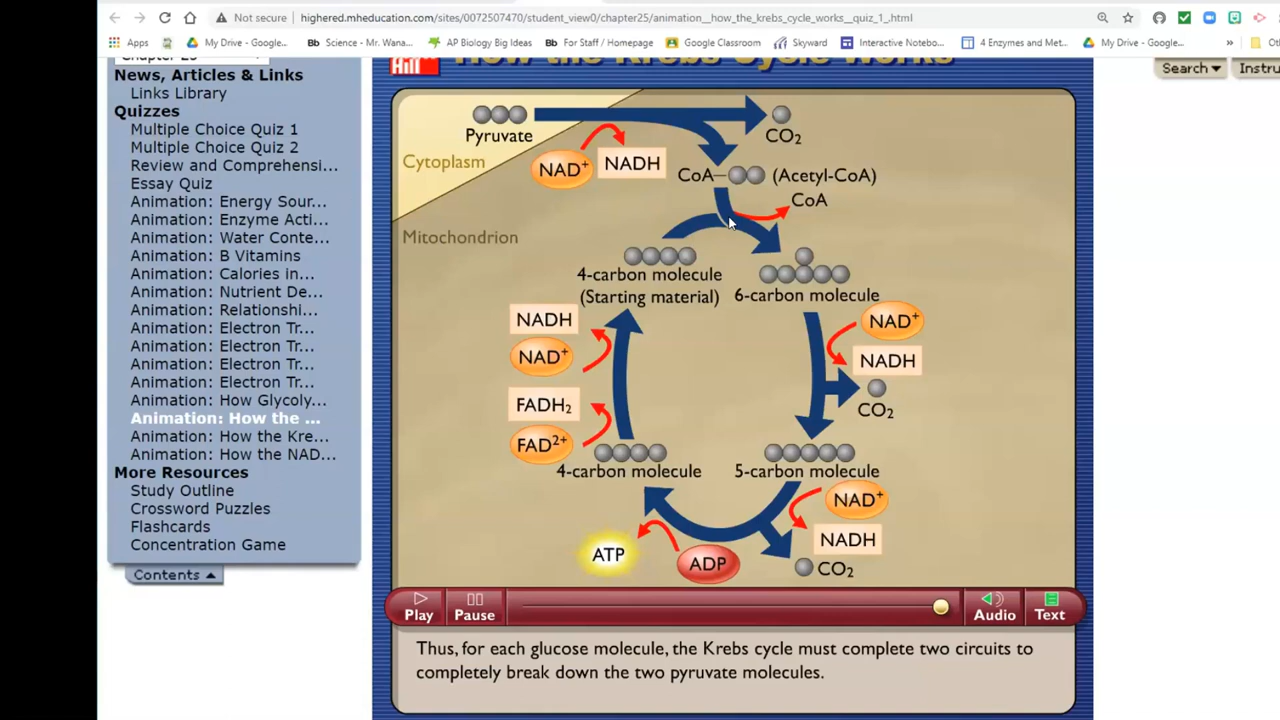 Not secure
highered.mheducation.com/sites/0072507470/student_view0/chapter25/animation__how_the_krebs_cycle_works__quiz_1_.html
Apps
My Drive - Google...
Bb Science - Mr. Wana...
AP Biology Big Ideas
Bb For Staff / Homepage
Google Classroom
Skyward
Interactive Notebo...
4 Enzymes and Met...
My Drive - Google...
»
News, Articles & Links
Links Library
Quizzes
Multiple Choice Quiz 1
Multiple Choice Quiz 2
Review and Comprehensi...
Essay Quiz
Animation: Energy Sour...
Animation: Enzyme Acti...
Animation: Water Conte...
Animation: B Vitamins
Animation: Calories in...
Animation: Nutrient De...
Animation: Relationshi...
Animation: Electron Tr...
Animation: Electron Tr...
Animation: Electron Tr...
Animation: Electron Tr...
Animation: How Glycoly...
Animation: How the ...
Animation: How the Kre...
Animation: How the NAD...
More Resources
Study Outline
Crossword Puzzles
Flashcards
Concentration Game
Contents
Hill
How the Krebs Cycle Works
Search
Instru
Pyruvate
CO2
Cytoplasm
NAD+
NADH
CoA
(Acetyl-CoA)
CoA
Mitochondrion
4-carbon molecule
(Starting material)
6-carbon molecule
NADH
NAD+
NAD+
NADH
FADH2
CO2
FAD2+
4-carbon molecule
5-carbon molecule
NAD+
NADH
ATP
ADP
CO2
Play
Pause
Audio
Text
Thus, for each glucose molecule, the Krebs cycle must complete two circuits to
completely break down the two pyruvate molecules.